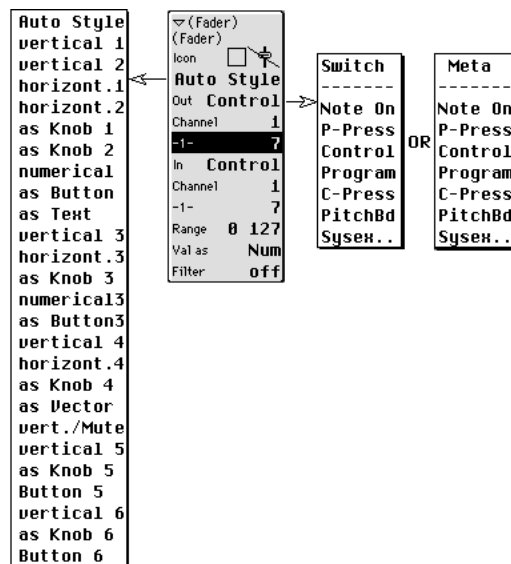 Auto Style
vertical 1
vertical 2
horizont.1
horizont.2
as Knob 1
as Knob 2
numerical
as Button
as Text
vertical 3
horizont.3
as Knob 3
numerical3
as Button3
vertical 4
horizont.4
as Knob 4
as Vector
vert./Mute
vertical 5
as Knob 5
Button 5
vertical 6
as Knob 6
Button 6
(Fader)
(Fader)
Icon
Auto Style
Out Control
Channel 1
-1- 7
In Control
Channel 1
-1- 7
Range 0 127
Val as Num
Filter off
Switch
-------
Note On
P-Press
Control
Program
C-Press
PitchBd
Sysex..
OR
Meta
-------
Note On
P-Press
Control
Program
C-Press
PitchBd
Sysex..